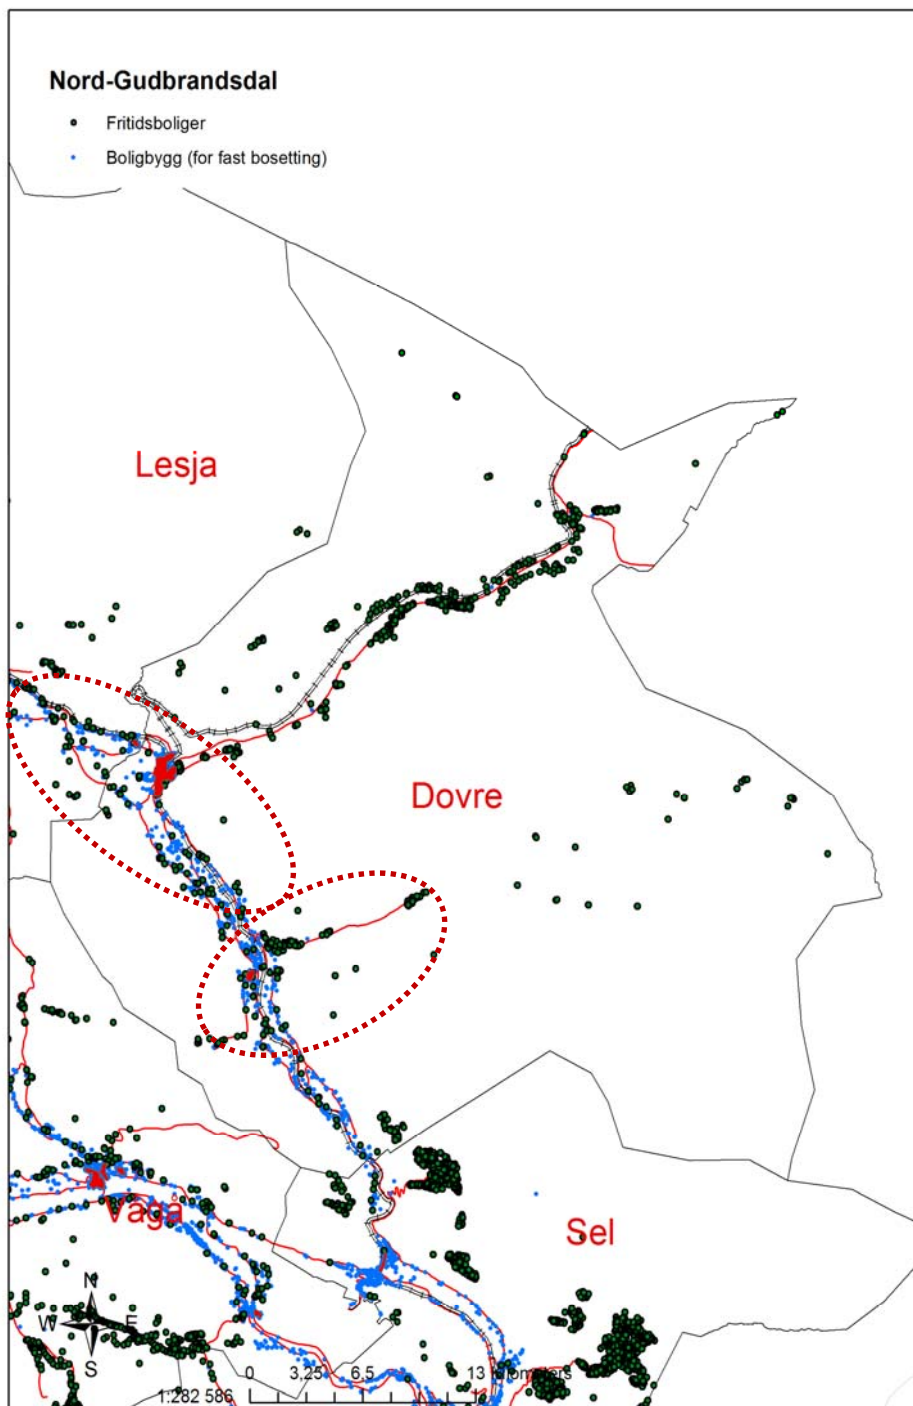 Nord-Gudbrandsdal
Fritidsboliger
Boligbygg (for fast bosetting)
Lesja
Dovre
Vågå
Sel
N
W E
S
0 3,25 6,5 13 Kilometers
1:282 586